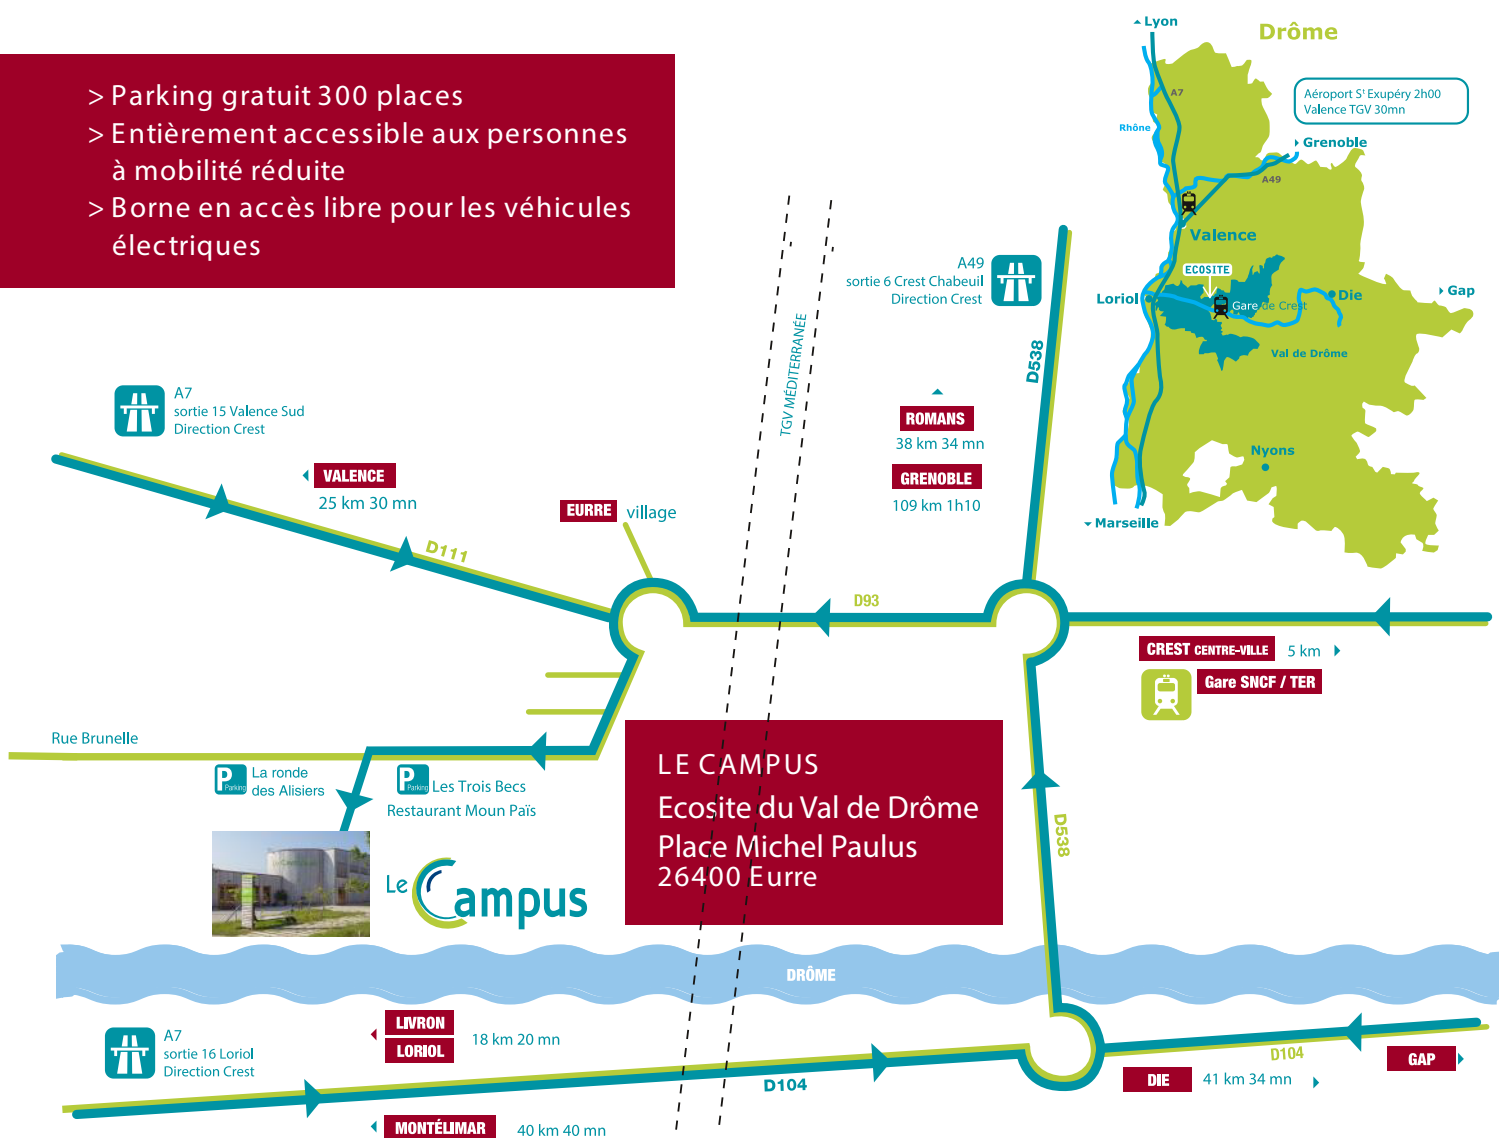 > Parking gratuit 300 places
> Entièrement accessible aux personnes
à mobilité réduite
> Borne en accès libre pour les véhicules
électriques
Lyon
Drôme
A7
Aéroport St Exupéry 2h00
Valence TGV 30mn
Rhône
Grenoble
A49
Valence
ECOSITE
Loriol
Gare de Crest
Die
Gap
Val de Drôme
Nyons
Marseille
A49
sortie 6 Crest Chabeuil
Direction Crest
TGV MÉDITERRANÉE
D538
A7
sortie 15 Valence Sud
Direction Crest
ROMANS
38 km 34 mn
VALENCE
25 km 30 mn
GRENOBLE
109 km 1h10
EURRE village
D111
D93
CREST CENTRE-VILLE 5 km
Gare SNCF / TER
Rue Brunelle
P
Parking
La ronde
des Alisiers
P
Parking
Les Trois Becs
Restaurant Moun Païs
LE CAMPUS
Ecosite du Val de Drôme
Place Michel Paulus
26400 Eurre
D538
Le Campus
DRÔME
A7
sortie 16 Loriol
Direction Crest
LIVRON
LORIOL
18 km 20 mn
D104
D104
GAP
DIE 41 km 34 mn
MONTÉLIMAR 40 km 40 mn